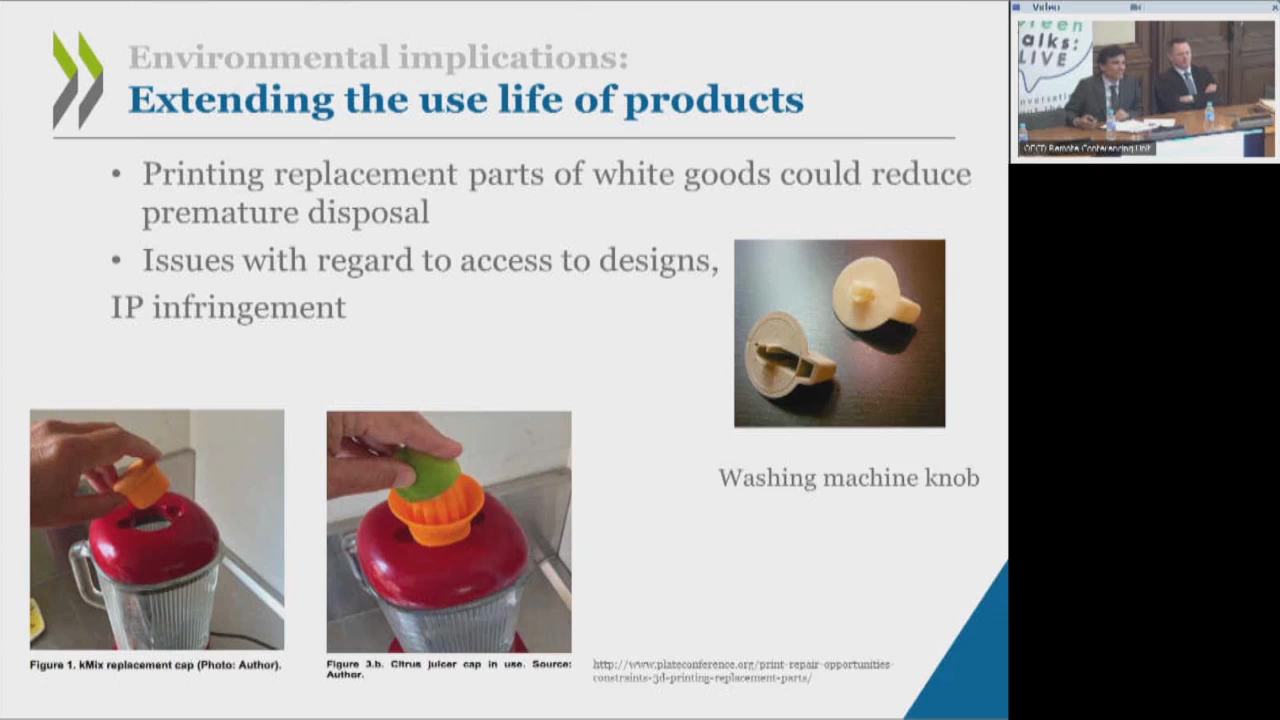 Environmental implications:
Extending the use life of products
• Printing replacement parts of white goods could reduce
premature disposal
• Issues with regard to access to designs,
IP infringement
Washing machine knob
Figure 1. kMix replacement cap (Photo: Author).
Figure 3.b. Citrus juicer cap in use. Source:
Author.
http://www.plateconference.org/print-repair-opportunities-
constraints-3d-printing-replacement-parts/
Video
reen
alks:
LIVE
OECD Remote Conferencing Unit